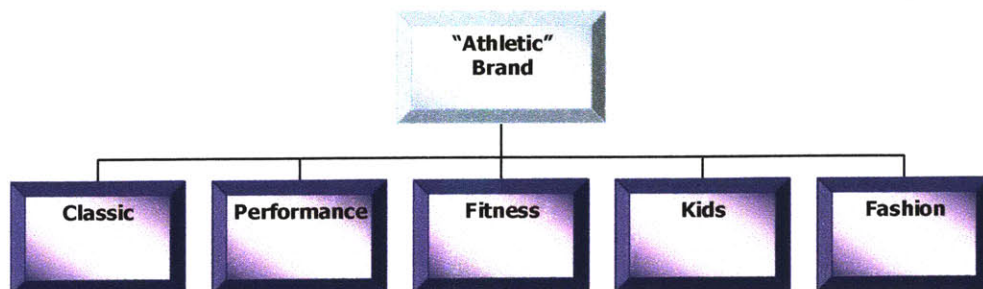 “Athletic”
Brand
Classic
Performance
Fitness
Kids
Fashion